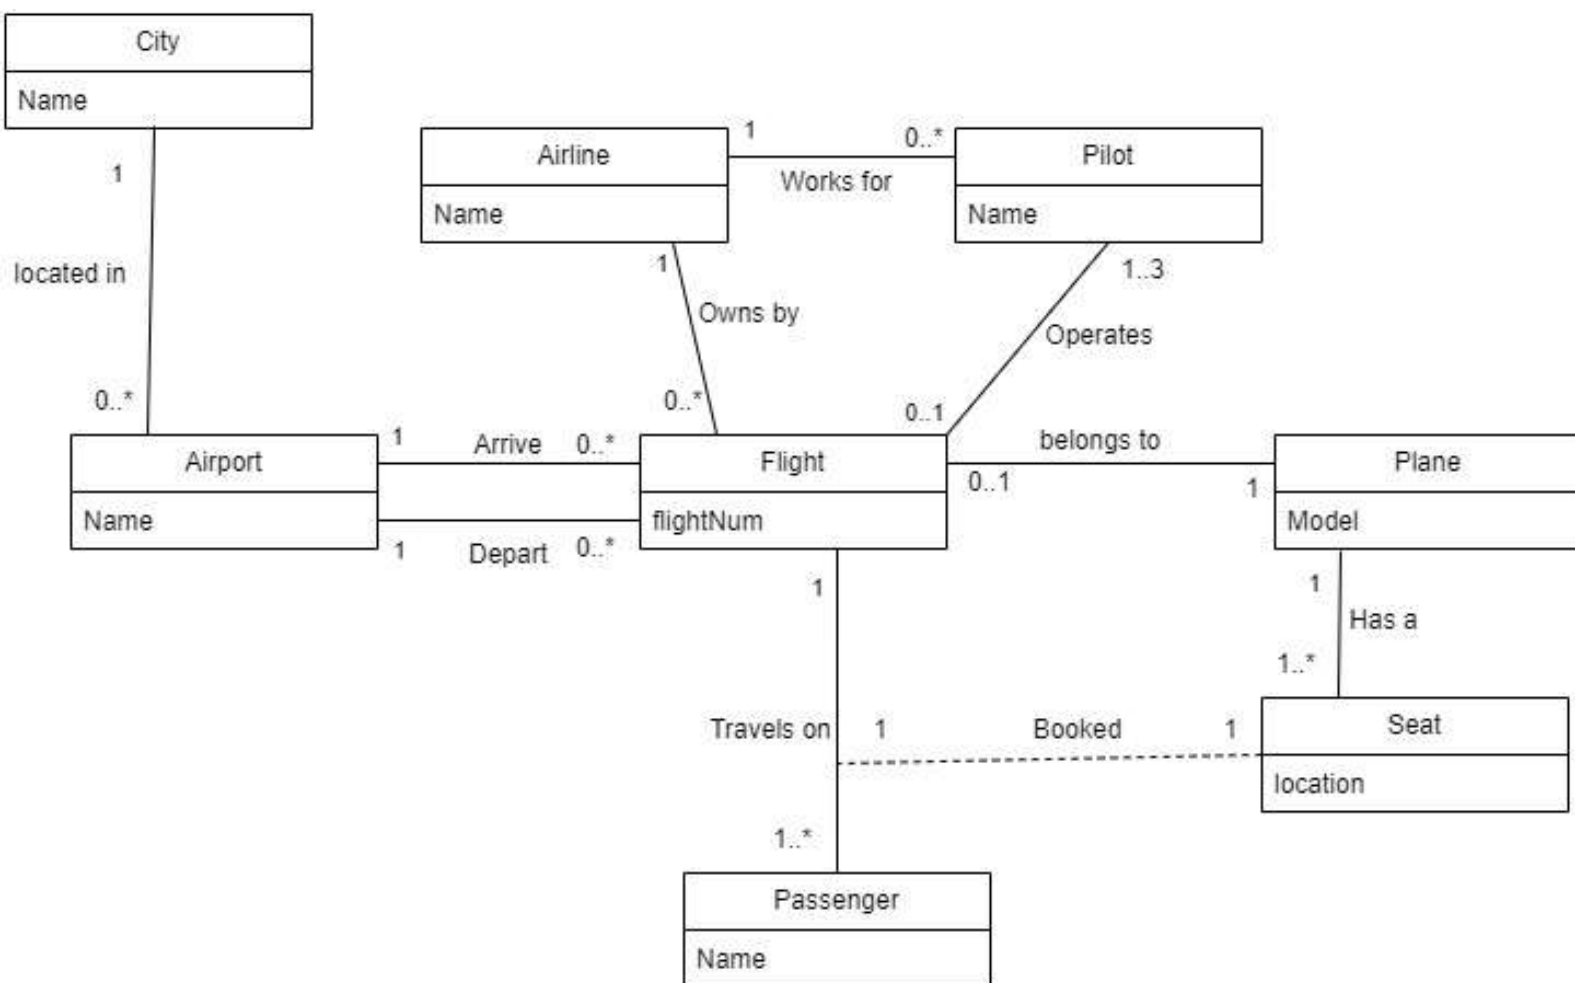 City
Name
1
located in
0..*
Airline
Name
1
0..*
Works for
Pilot
Name
1
Owns by
0..*
1..3
Operates
0..1
Airport
Name
1
Arrive
0..*
1
Depart
0..*
Flight
flightNum
belongs to
0..1
1
Plane
Model
1
Has a
1..*
1
Travels on
1..*
1
Booked
1
Seat
location
Passenger
Name